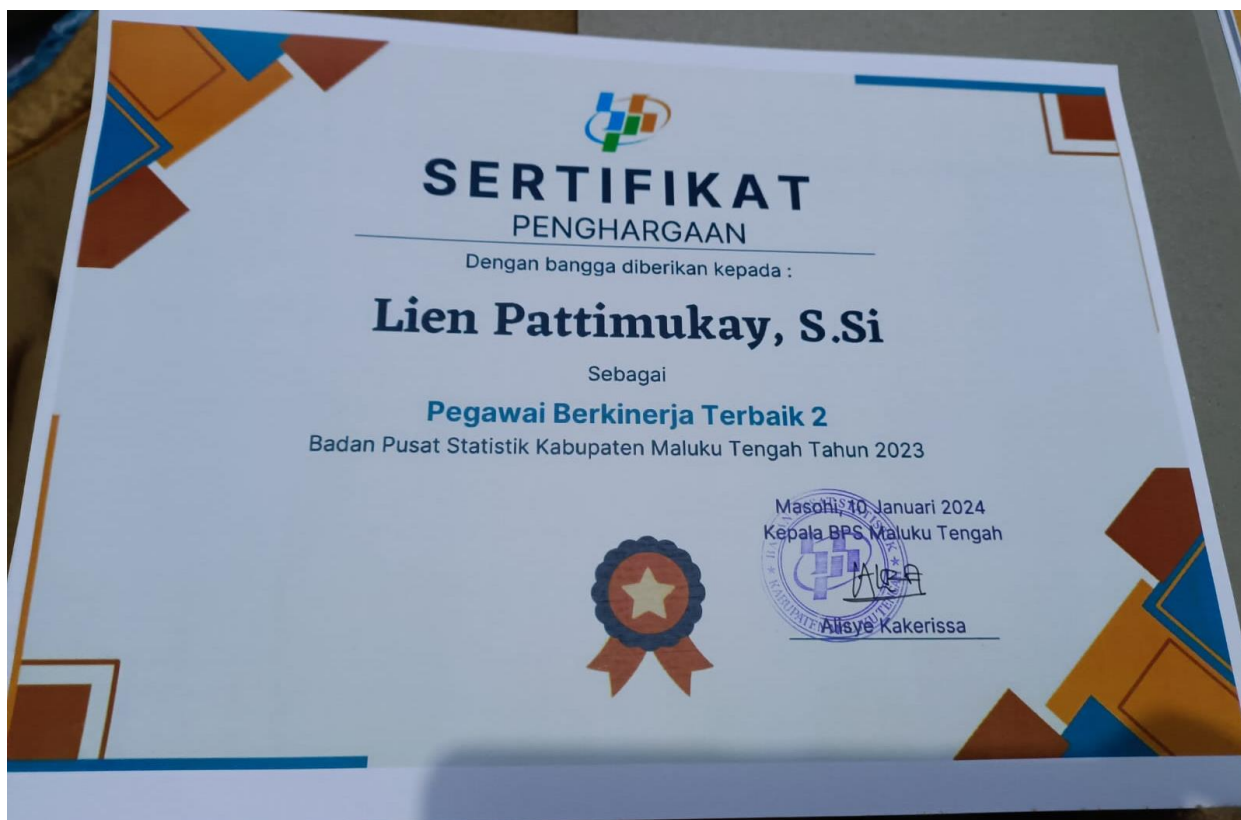 SERTIFIKAT
PENGHARGAAN
Dengan bangga diberikan kepada :
Lien Pattimukay, S.Si
Sebagai
Pegawai Berkinerja Terbaik 2
Badan Pusat Statistik Kabupaten Maluku Tengah Tahun 2023
Masohi, 10 Januari 2024
Kepala BPS Maluku Tengah
Alisye Kakerissa